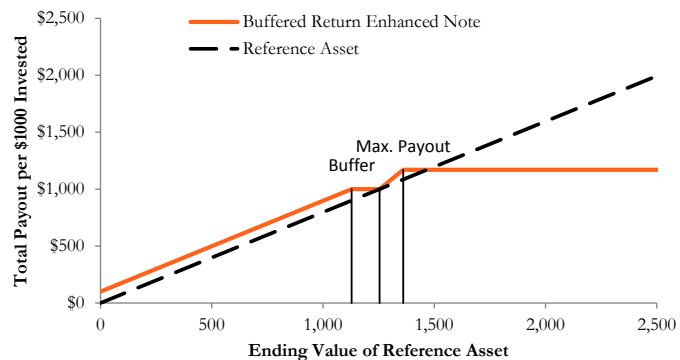 $2,500
$2,000
$1,500
$1,000
$500
$0
Total Payout per $1000 Invested
Buffered Return Enhanced Note
Reference Asset
Max. Payout
Buffer
0
500
1,000
1,500
2,000
2,500
Ending Value of Reference Asset